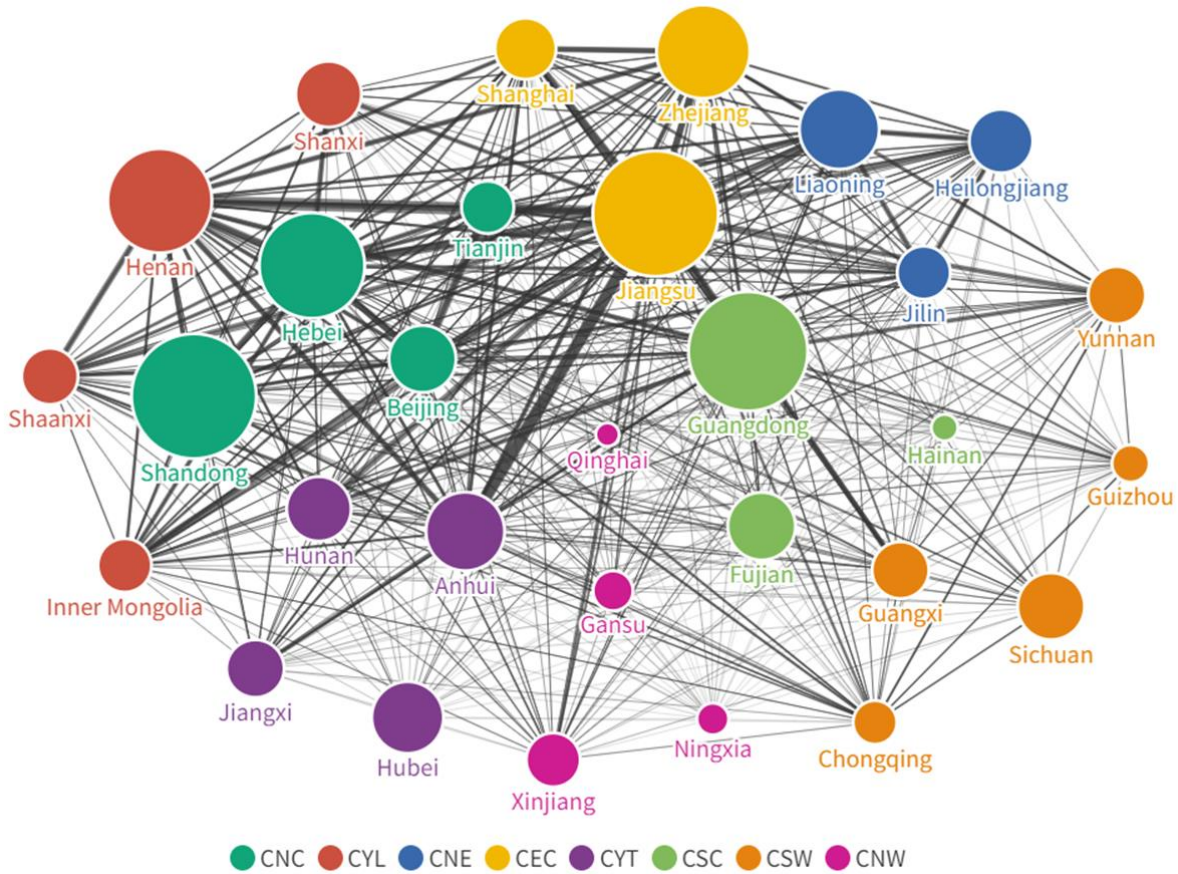 Shanghai
Zhejiang
Shanxi
Liaoning
Heilongjiang
Tianjin
Henan
Jiangsu
Jilin
Hebei
Yunnan
Shaanxi
Beijing
Guangdong
Qinghai
Hainan
Shandong
Guizhou
Hunan
Anhui
Fujian
Inner Mongolia
Guangxi
Gansu
Sichuan
Jiangxi
Hubei
Ningxia
Chongqing
Xinjiang
CNC CYL CNE CEC CYT CSC CSW CNW